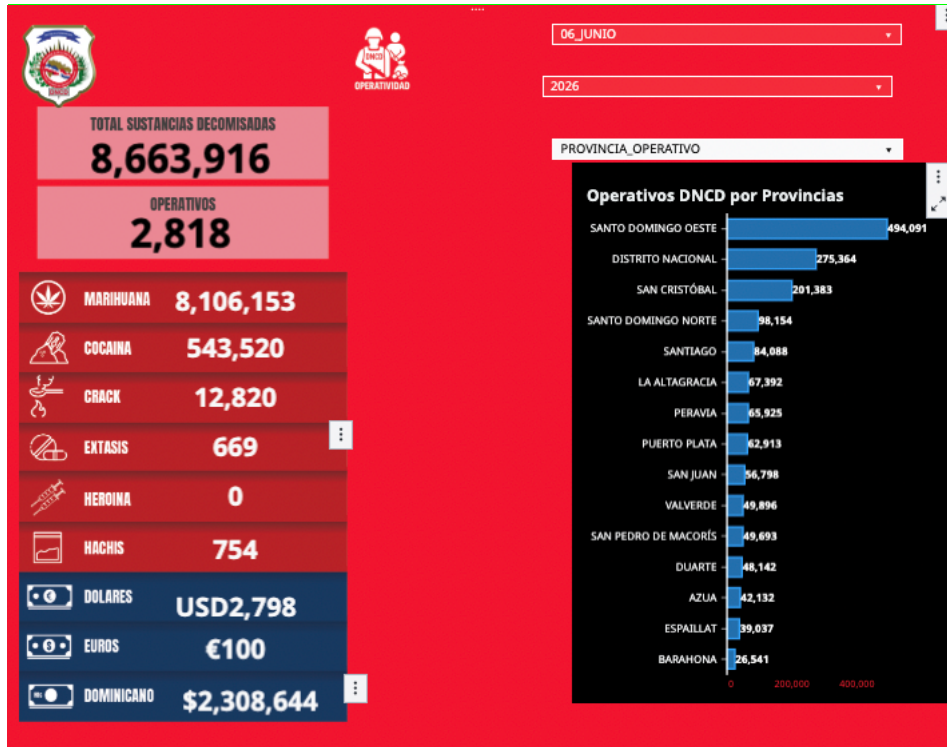 06_JUNIO
DNCD
OPERATIVIDAD
2026
TOTAL SUSTANCIAS DECOMISADAS
8,663,916
PROVINCIA_OPERATIVO
OPERATIVOS
2,818
MARIHUANA 8,106,153
COCAINA 543,520
CRACK 12,820
EXTASIS 669
HEROINA 0
HACHIS 754
DOLARES USD2,798
EUROS €100
DOMINICANO $2,308,644
Operativos DNCD por Provincias
SANTO DOMINGO OESTE 494,091
DISTRITO NACIONAL 275,364
SAN CRISTÓBAL 201,383
SANTO DOMINGO NORTE 98,154
SANTIAGO 84,088
LA ALTAGRACIA 67,392
PERAVIA 65,925
PUERTO PLATA 62,913
SAN JUAN 56,798
VALVERDE 49,896
SAN PEDRO DE MACORÍS 49,693
DUARTE 48,142
AZUA 42,132
ESPAILLAT 39,037
BARAHONA 26,541
0 200,000 400,000